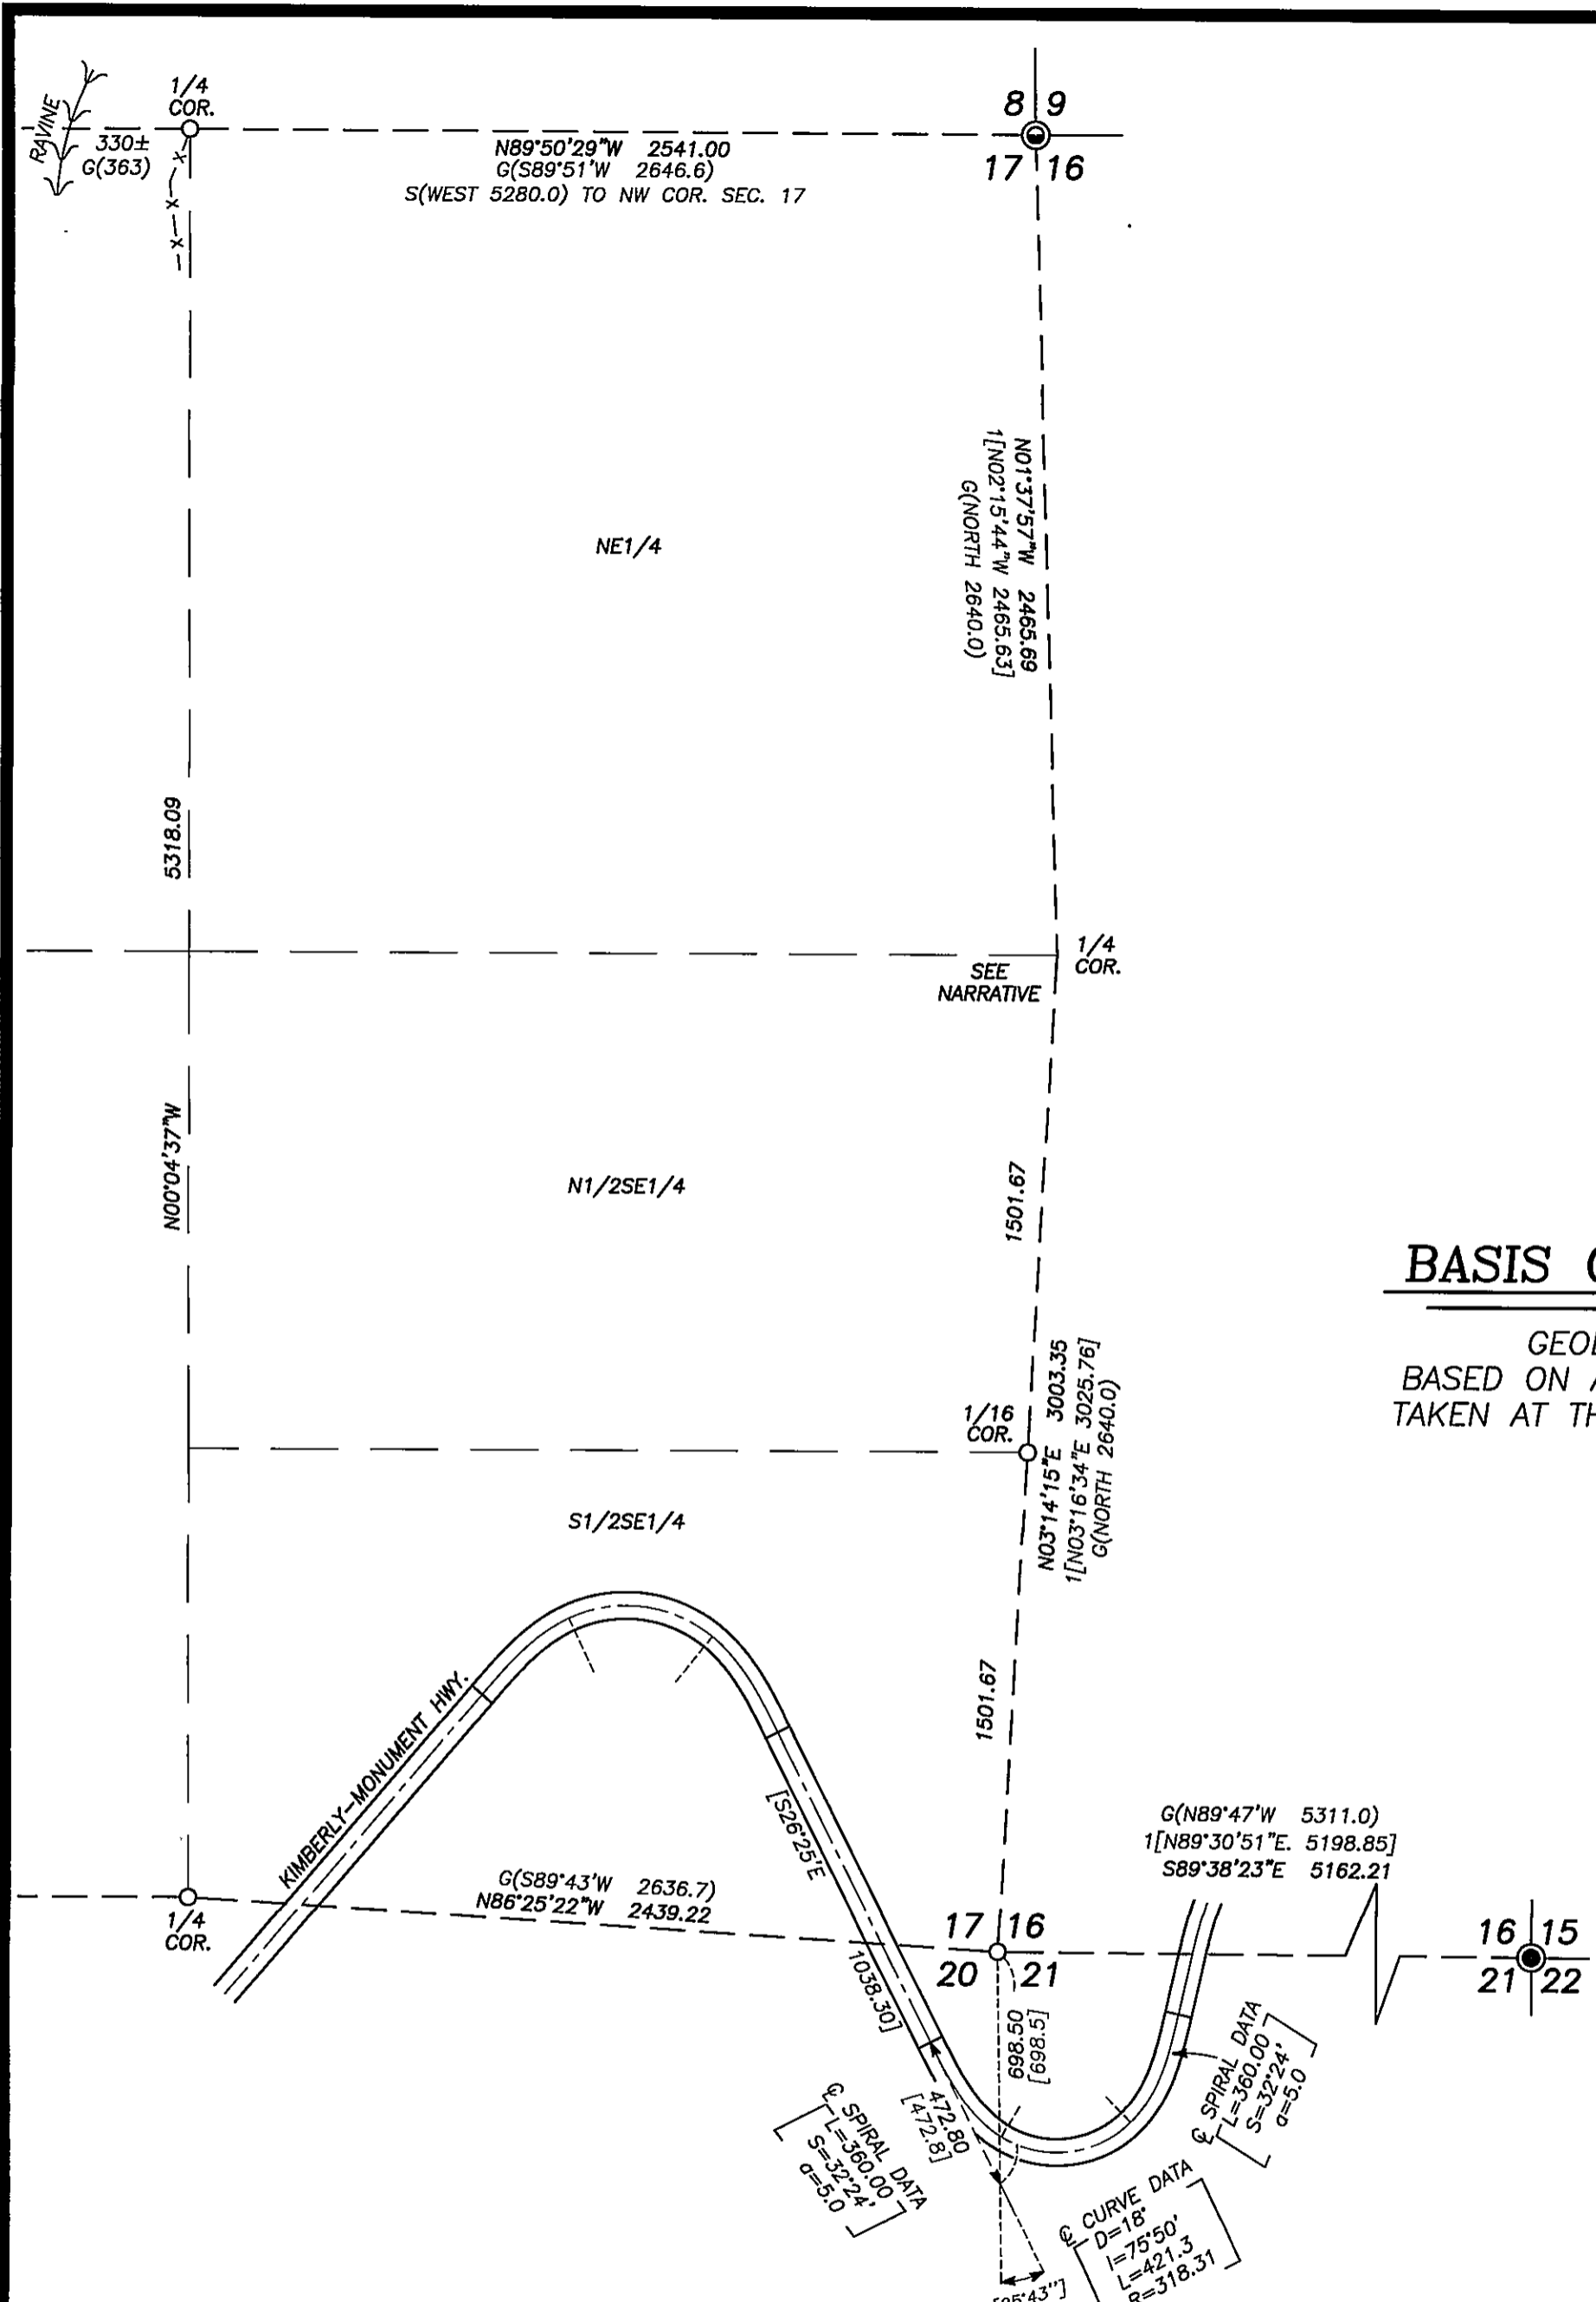 1/4
COR.
RAVINE
330±
G(363)
x
x
x
x
N89°50'29"W 2541.00
G(S89°51'W 2646.6)
S(WEST 5280.0) TO NW COR. SEC. 17
8 9
17 16
N01°37'57"W 2465.69
1[N02°15'44"W 2465.63]
G(NORTH 2640.0)
NE1/4
5318.09
1/4
COR.
SEE
NARRATIVE
N00°04'37"W
N1/2SE1/4
1501.67
BASIS
GEO
BASED ON
TAKEN AT
1/16
COR.
N03°14'15"E 3003.35
1[N03°16'34"E 3025.76]
G(NORTH 2640.0)
S1/2SE1/4
1501.67
KIMBERLY-MONUMENT HWY.
[S26°25'E
1038.30]
G(N89°47'W 5311.0)
1[N89°30'51"E. 5198.85]
S89°38'23"E 5162.21
G(S89°43'W 2636.7)
N86°25'22"W 2439.22
1/4
COR.
17 16
20 21
16 15
21 22
698.50
[698.5]
472.80
[472.8]
℄ SPIRAL DATA
L=360.00
S=32°24'
a=5.0
℄ SPIRAL DATA
L=360.00
S=32°24'
a=5.0
℄ CURVE DATA
D=18°
I=75°50'
L=421.3
R=318.31